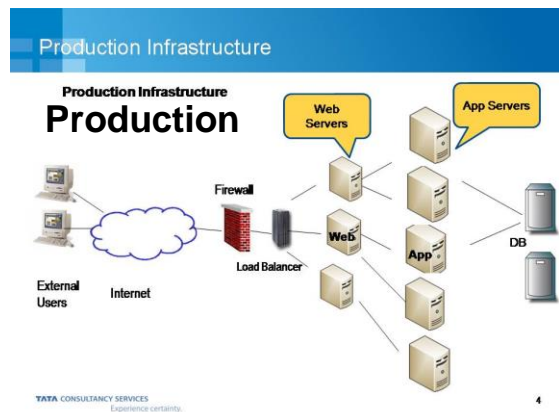 Production Infrastructure
Production Infrastructure
Production
Web
Servers
App Servers
Firewall
Web
App
DB
Load Balancer
External
Users
Internet
TATA CONSULTANCY SERVICES
Experience certainty.
4